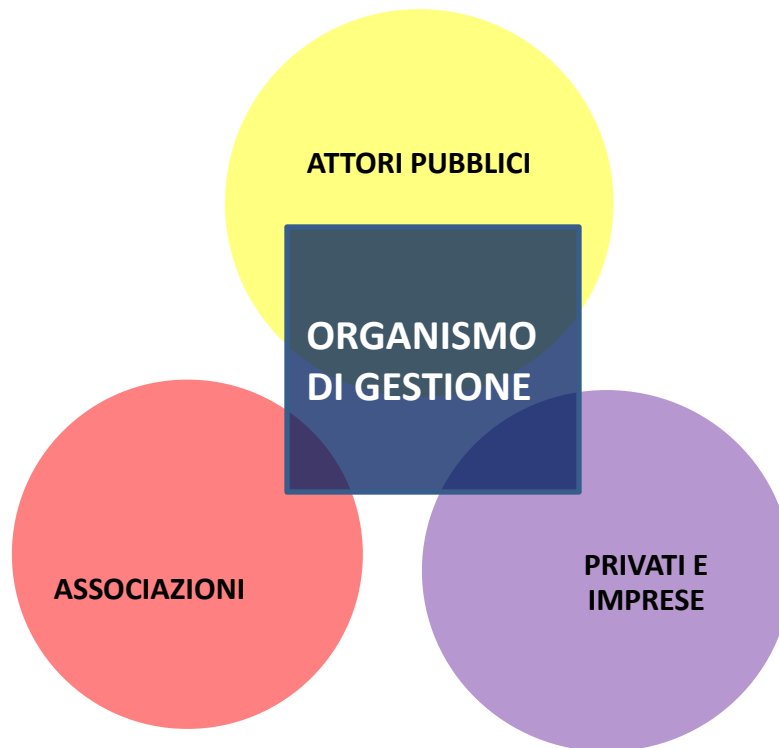 ATTORI PUBBLICI
ORGANISMO
DI GESTIONE
ASSOCIAZIONI
PRIVATI E
IMPRESE